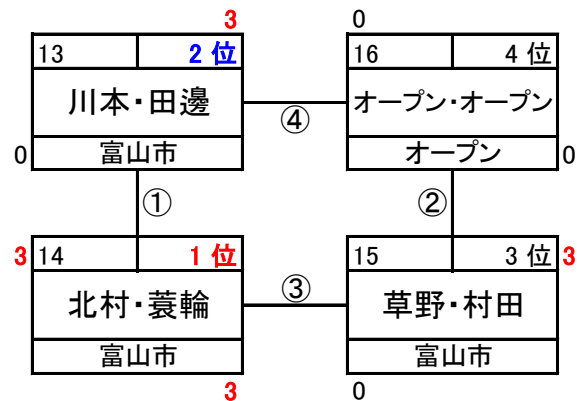 3 0
13 2 位 16 4 位
川本・田邊 オープン・オープン
④
0 富山市 オープン 0
① ②
3 14 1 位 15 3 位 3
北村・蓑輪 ③ 草野・村田
富山市 富山市
3 0